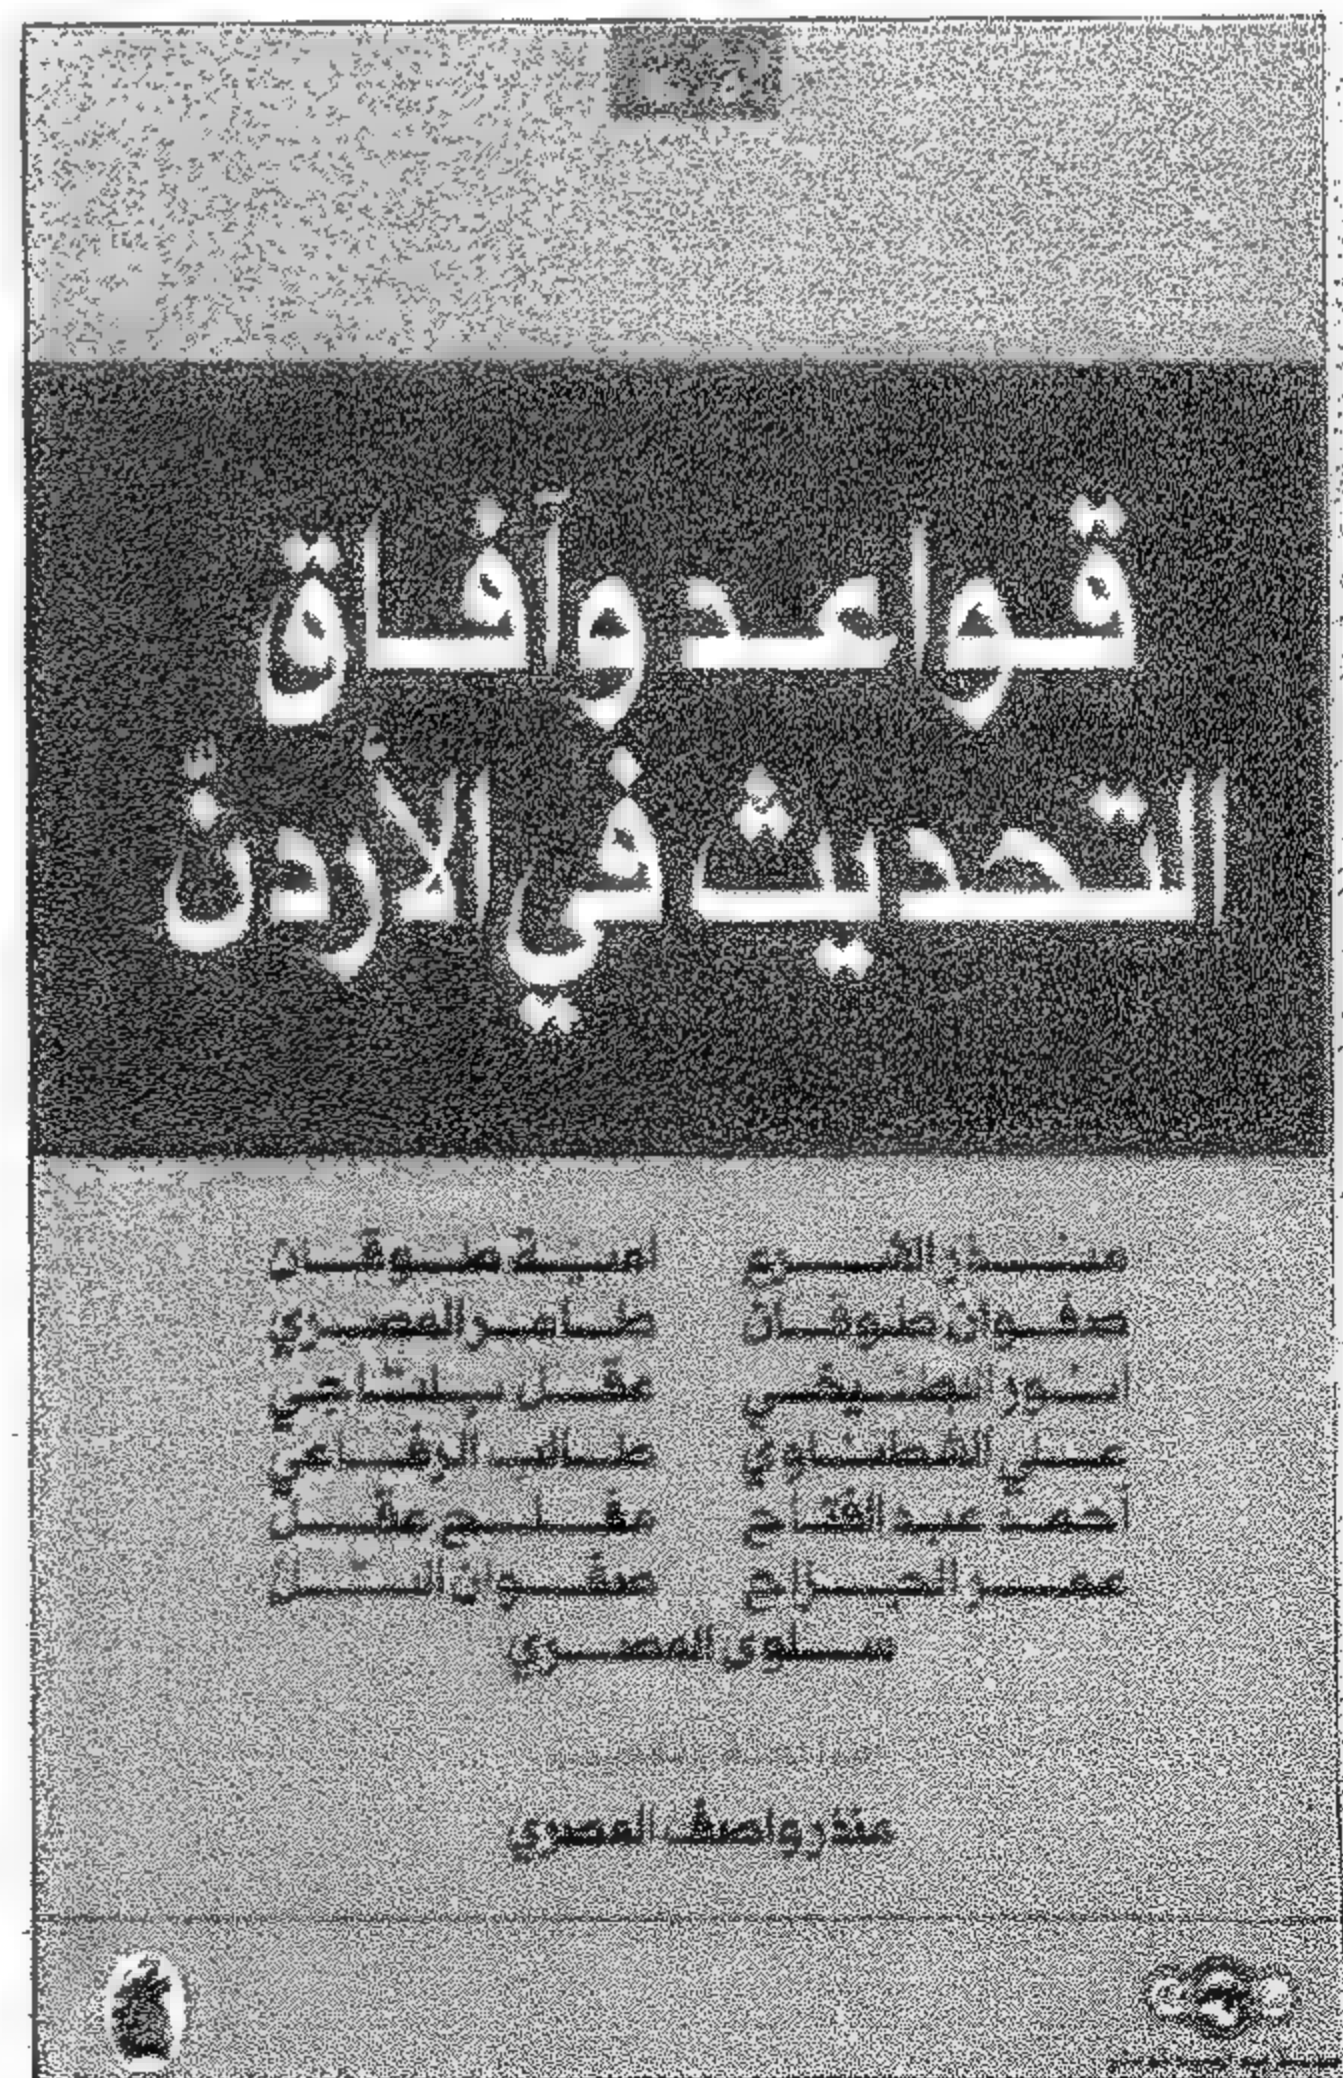 قواعد وآفاق
التحديث في الأردن
منذر الشرع أمية طوقان
صفوان طوقان طاهر المصري
أنور البطيخي عقل بلتاجي
علي الشطناوي طالب الرفاعي
أحمد عبد الفتاح مفلح عقل
عمر الجراح صفوان التل
سلوى المصري
منذر واصف المصري